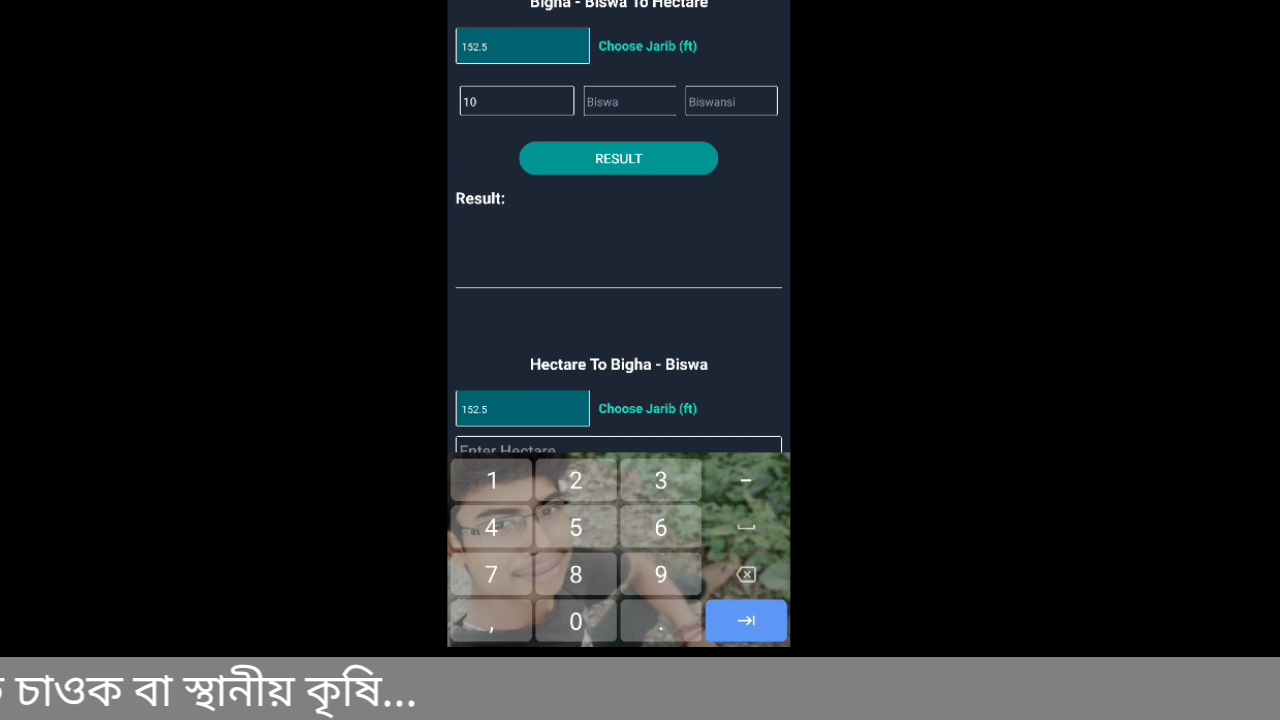 Bigha - Biswa To Hectare
152.5 Choose Jarib (ft)
10 Biswa Biswansi
RESULT
Result:
Hectare To Bigha - Biswa
152.5 Choose Jarib (ft)
Enter Hectare
1 2 3 -
4 5 6
7 8 9
, 0 .
চাওক বা স্থানীয় কৃষি...